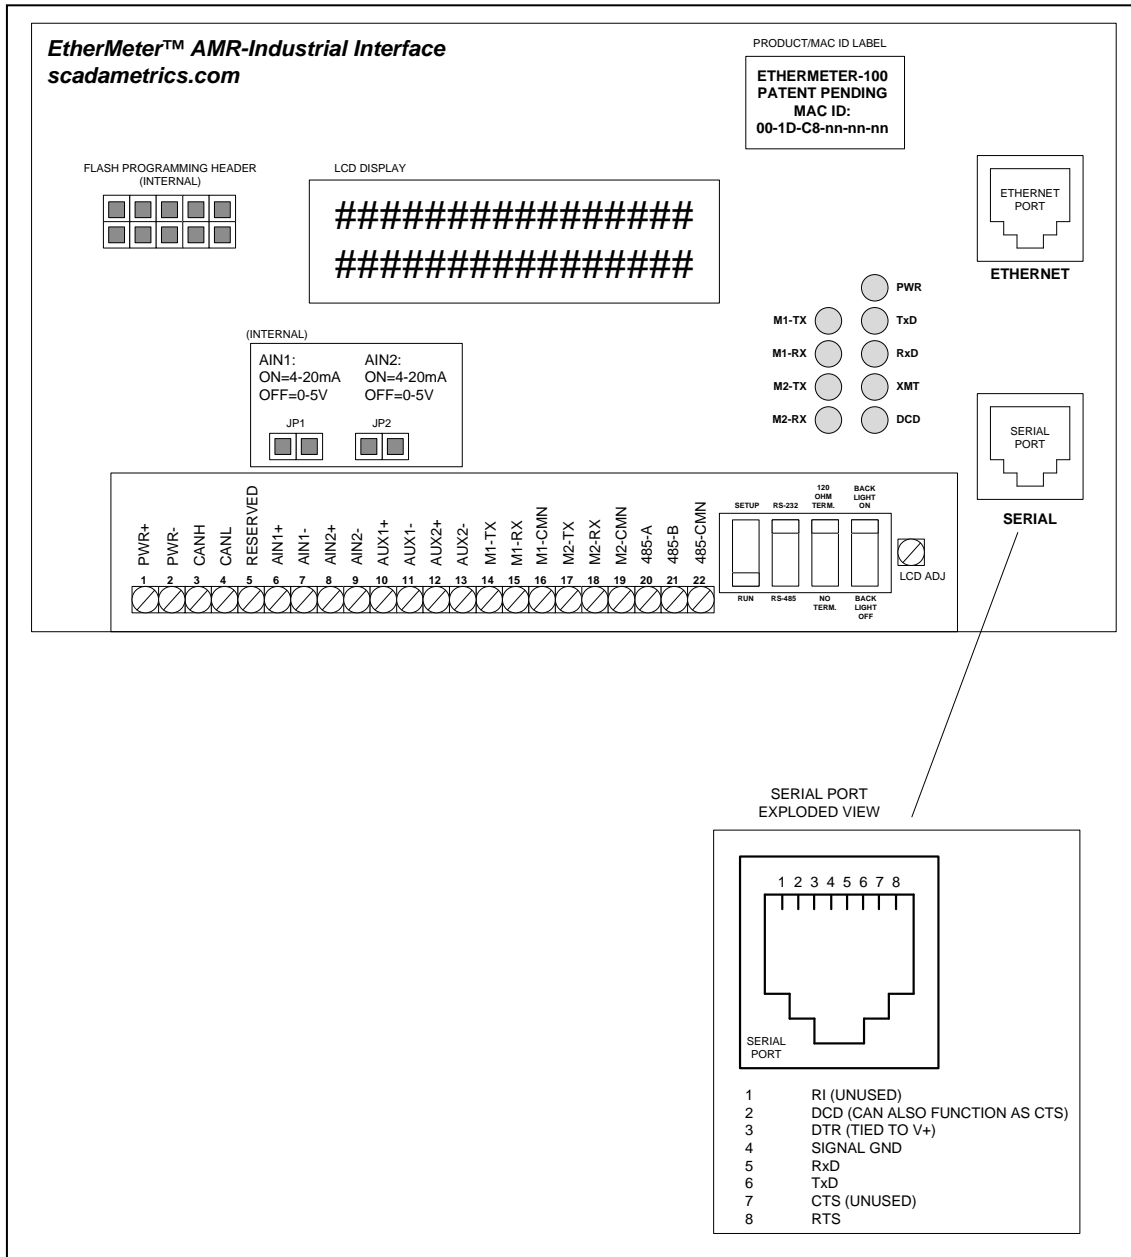 EtherMeter™ AMR-Industrial Interface
scadametrics.com
PRODUCT/MAC ID LABEL
ETHERMETER-100
PATENT PENDING
MAC ID:
00-1D-C8-nn-nn-nn
FLASH PROGRAMMING HEADER
(INTERNAL)
LCD DISPLAY
################
################
ETHERNET
PORT
ETHERNET
PWR
M1-TX TxD
M1-RX RxD
M2-TX XMT
M2-RX DCD
(INTERNAL)
AIN1: AIN2:
ON=4-20mA ON=4-20mA
OFF=0-5V OFF=0-5V
JP1 JP2
SERIAL
PORT
SERIAL
PWR+
PWR-
CANH
CANL
RESERVED
AIN1+
AIN1-
AIN2+
AIN2-
AUX1+
AUX1-
AUX2+
AUX2-
M1-TX
M1-RX
M1-CMN
M2-TX
M2-RX
M2-CMN
485-A
485-B
485-CMN
1 2 3 4 5 6 7 8 9 10 11 12 13 14 15 16 17 18 19 20 21 22
SETUP
RS-232
120
OHM
TERM.
BACK
LIGHT
ON
RUN
RS-485
NO
TERM.
BACK
LIGHT
OFF
LCD ADJ
SERIAL PORT
EXPLODED VIEW
1 2 3 4 5 6 7 8
SERIAL
PORT
1 RI (UNUSED)
2 DCD (CAN ALSO FUNCTION AS CTS)
3 DTR (TIED TO V+)
4 SIGNAL GND
5 RxD
6 TxD
7 CTS (UNUSED)
8 RTS